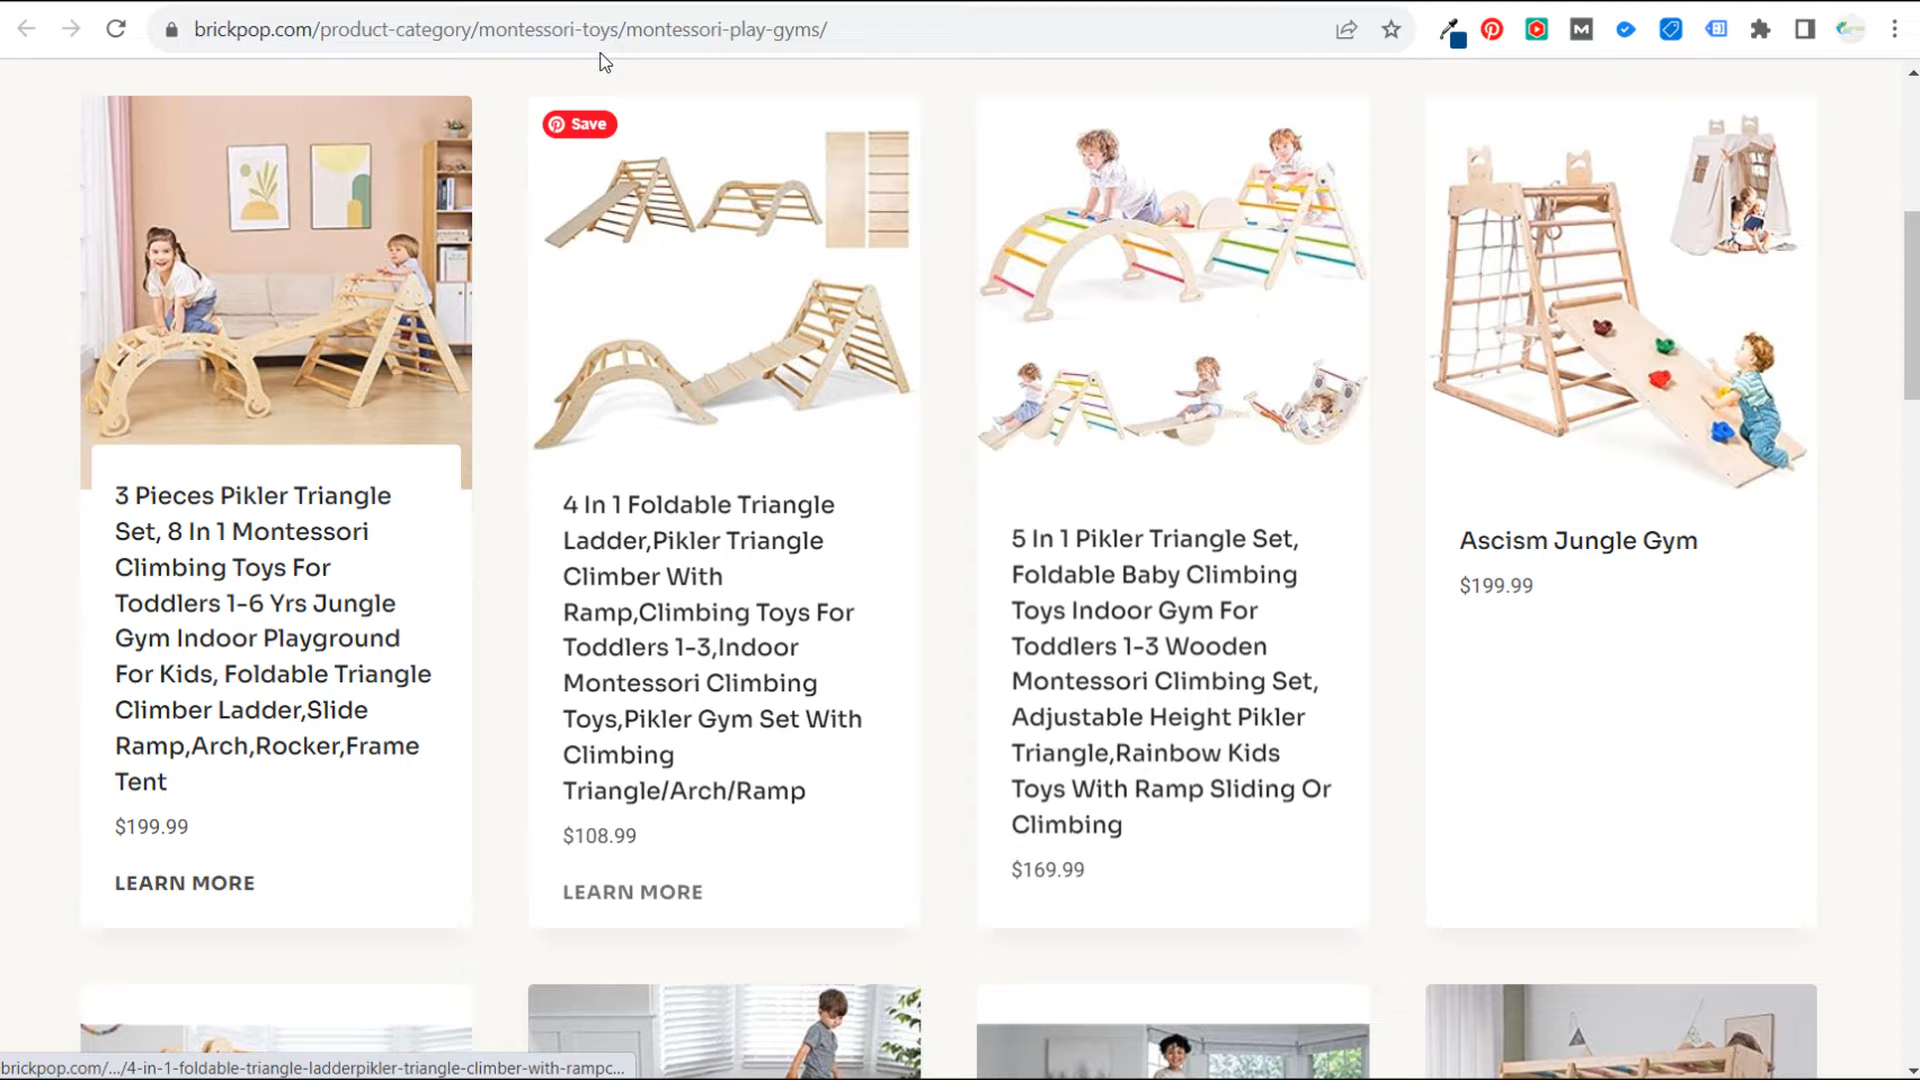 brickpop.com/product-category/montessori-toys/montessori-play-gyms/
Save
3 Pieces Pikler Triangle
Set, 8 In 1 Montessori
Climbing Toys For
Toddlers 1-6 Yrs Jungle
Gym Indoor Playground
For Kids, Foldable Triangle
Climber Ladder,Slide
Ramp,Arch,Rocker,Frame
Tent
$199.99
LEARN MORE
4 In 1 Foldable Triangle
Ladder,Pikler Triangle
Climber With
Ramp,Climbing Toys For
Toddlers 1-3,Indoor
Montessori Climbing
Toys,Pikler Gym Set With
Climbing
Triangle/Arch/Ramp
$108.99
LEARN MORE
5 In 1 Pikler Triangle Set,
Foldable Baby Climbing
Toys Indoor Gym For
Toddlers 1-3 Wooden
Montessori Climbing Set,
Adjustable Height Pikler
Triangle,Rainbow Kids
Toys With Ramp Sliding Or
Climbing
$169.99
Ascism Jungle Gym
$199.99
brickpop.com/.../4-in-1-foldable-triangle-ladderpikler-triangle-climber-with-rampc...